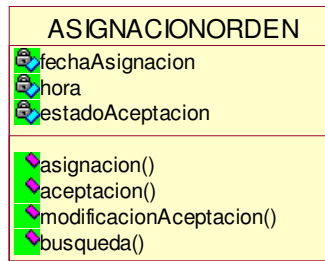 ASIGNACIONORDEN
fechaAsignacion
hora
estadoAceptacion
asignacion()
aceptacion()
modificacionAceptacion()
busqueda()